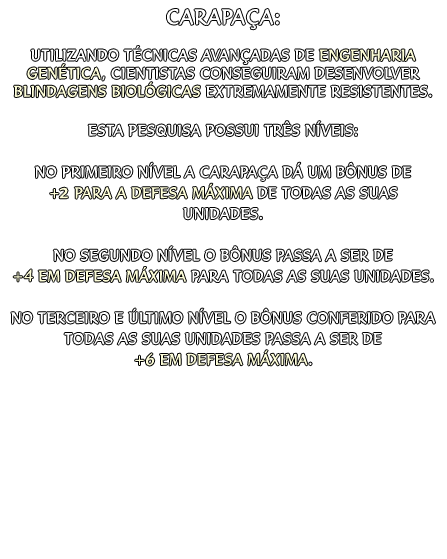 CARAPAÇA:
UTILIZANDO TÉCNICAS AVANÇADAS DE ENGENHARIA
GENÉTICA, CIENTISTAS CONSEGUIRAM DESENVOLVER
BLINDAGENS BIOLÓGICAS EXTREMAMENTE RESISTENTES.
ESTA PESQUISA POSSUI TRÊS NÍVEIS:
NO PRIMEIRO NÍVEL A CARAPAÇA DÁ UM BÔNUS DE
+2 PARA A DEFESA MÁXIMA DE TODAS AS SUAS
UNIDADES.
NO SEGUNDO NÍVEL O BÔNUS PASSA A SER DE
+4 EM DEFESA MÁXIMA PARA TODAS AS SUAS UNIDADES.
NO TERCEIRO E ÚLTIMO NÍVEL O BÔNUS CONFERIDO PARA
TODAS AS SUAS UNIDADES PASSA A SER DE
+6 EM DEFESA MÁXIMA.